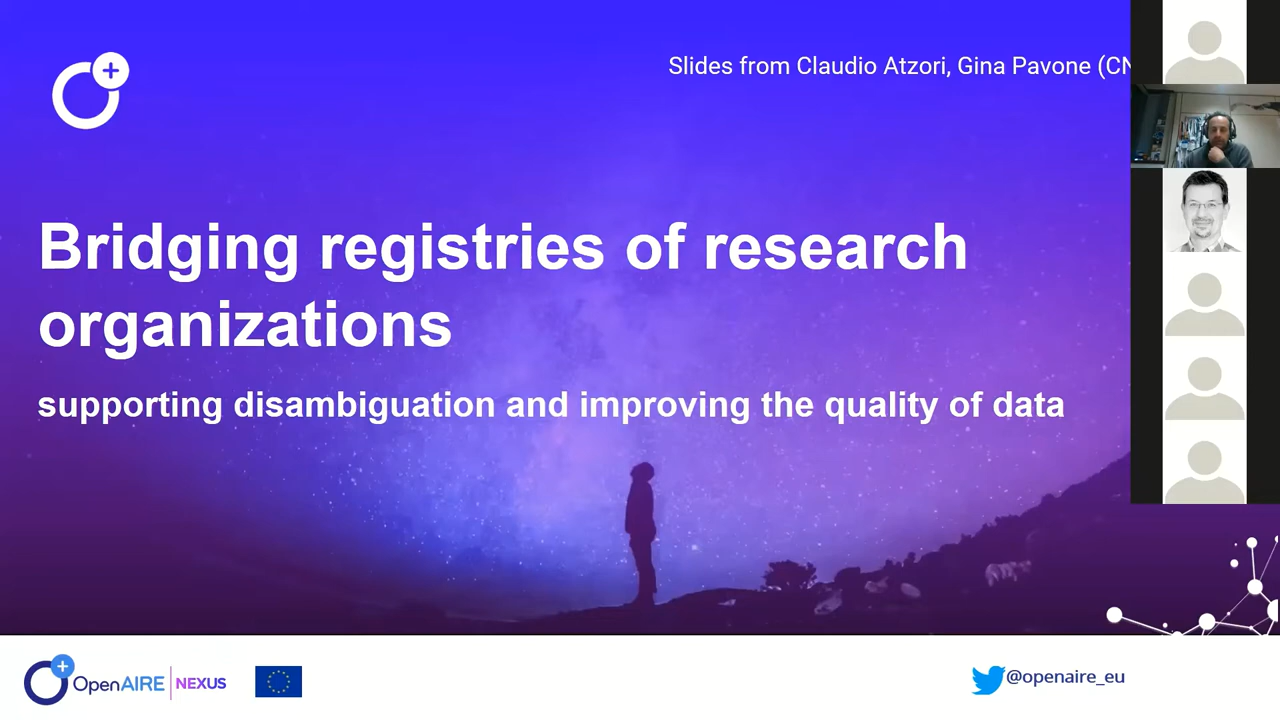 Slides from Claudio Atzori, Gina Pavone (CN
Bridging registries of research
organizations
supporting disambiguation and improving the quality of data
OpenAIRE NEXUS
@openaire_eu